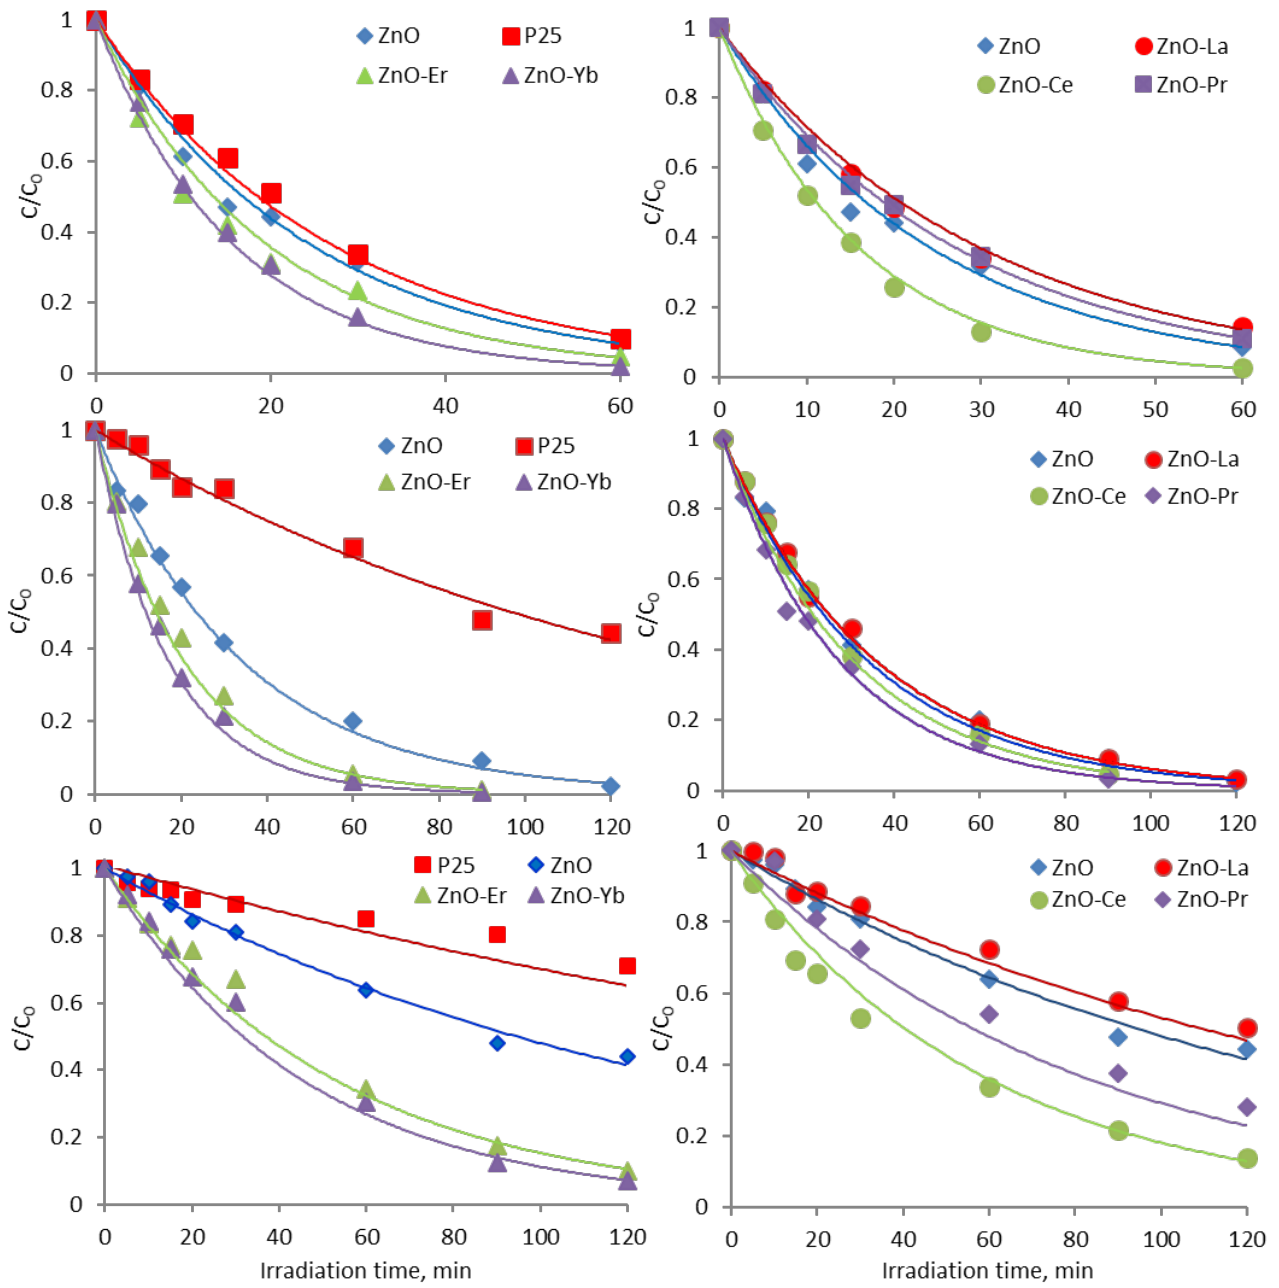 1
0.8
0.6
0.4
0.2
0
C/C0
ZnO
P25
ZnO-Er
ZnO-Yb
0 20 40 60
1
0.8
0.6
0.4
0.2
0
C/C0
ZnO
ZnO-La
ZnO-Ce
ZnO-Pr
0 10 20 30 40 50 60
1
0.8
0.6
0.4
0.2
0
C/C0
ZnO
P25
ZnO-Er
ZnO-Yb
0 20 40 60 80 100 120
1
0.8
0.6
0.4
0.2
0
C/C0
ZnO
ZnO-La
ZnO-Ce
ZnO-Pr
0 20 40 60 80 100 120
1
0.8
0.6
0.4
0.2
0
C/C0
P25
ZnO
ZnO-Er
ZnO-Yb
0 20 40 60 80 100 120
Irradiation time, min
1
0.8
0.6
0.4
0.2
0
C/C0
ZnO
ZnO-La
ZnO-Ce
ZnO-Pr
0 20 40 60 80 100 120
Irradiation time, min